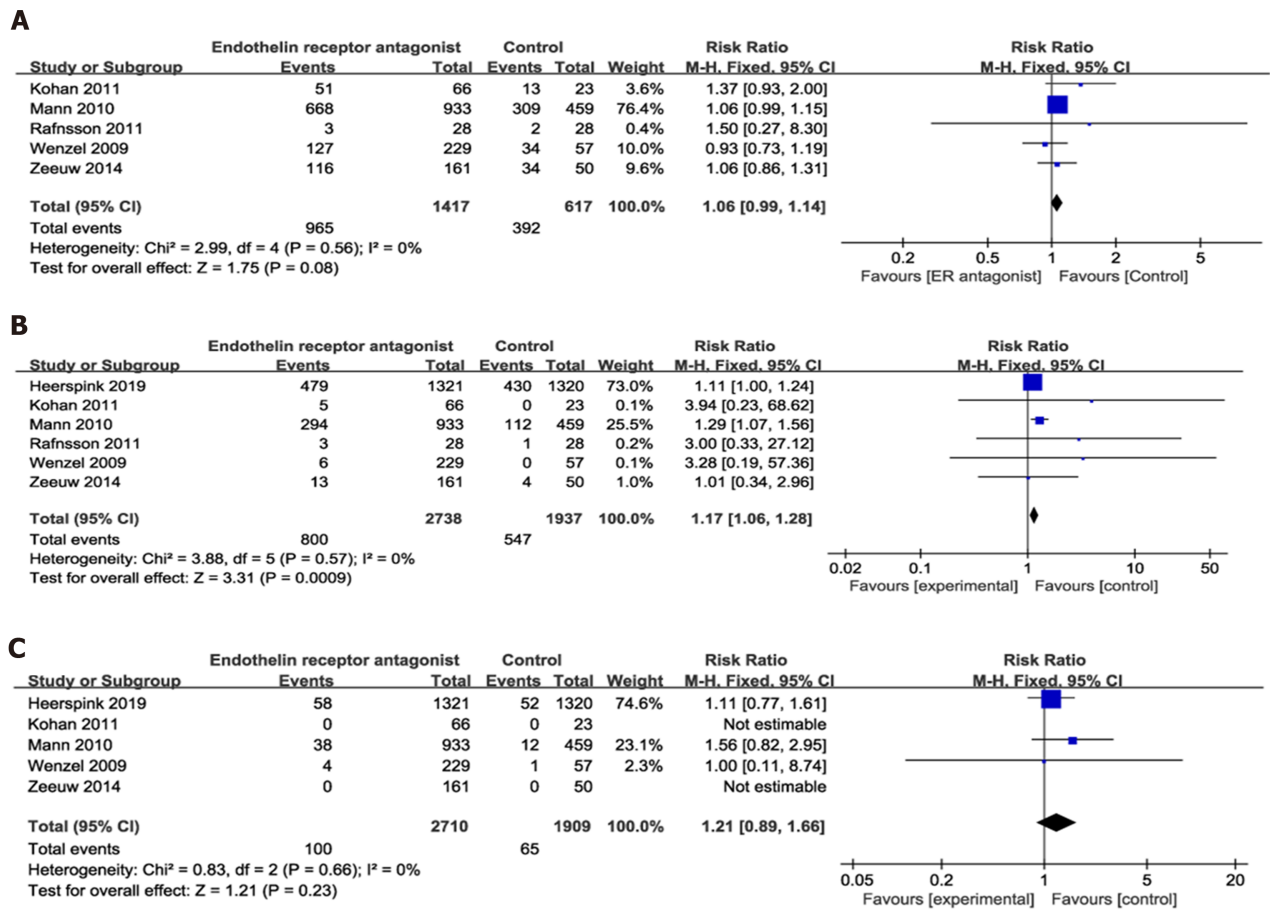 A
Endothelin receptor antagonist Control Risk Ratio Risk Ratio
Study or Subgroup Events Total Events Total Weight M-H, Fixed, 95% CI M-H, Fixed, 95% CI
Kohan 2011 51 66 13 23 3.6% 1.37 [0.93, 2.00]
Mann 2010 668 933 309 459 76.4% 1.06 [0.99, 1.15]
Rafnsson 2011 3 28 2 28 0.4% 1.50 [0.27, 8.30]
Wenzel 2009 127 229 34 57 10.0% 0.93 [0.73, 1.19]
Zeeuw 2014 116 161 34 50 9.6% 1.06 [0.86, 1.31]
Total (95% CI) 1417 617 100.0% 1.06 [0.99, 1.14]
Total events 965 392
Heterogeneity: Chi² = 2.99, df = 4 (P = 0.56); I² = 0%
Test for overall effect: Z = 1.75 (P = 0.08)
0.2 0.5 1 2 5
Favours [ER antagonist] Favours [Control]
B
Endothelin receptor antagonist Control Risk Ratio Risk Ratio
Study or Subgroup Events Total Events Total Weight M-H, Fixed, 95% CI M-H, Fixed, 95% CI
Heerspink 2019 479 1321 430 1320 73.0% 1.11 [1.00, 1.24]
Kohan 2011 5 66 0 23 0.1% 3.94 [0.23, 68.62]
Mann 2010 294 933 112 459 25.5% 1.29 [1.07, 1.56]
Rafnsson 2011 3 28 1 28 0.2% 3.00 [0.33, 27.12]
Wenzel 2009 6 229 0 57 0.1% 3.28 [0.19, 57.36]
Zeeuw 2014 13 161 4 50 1.0% 1.01 [0.34, 2.96]
Total (95% CI) 2738 1937 100.0% 1.17 [1.06, 1.28]
Total events 800 547
Heterogeneity: Chi² = 3.88, df = 5 (P = 0.57); I² = 0%
Test for overall effect: Z = 3.31 (P = 0.0009)
0.02 0.1 1 10 50
Favours [experimental] Favours [control]
C
Endothelin receptor antagonist Control Risk Ratio Risk Ratio
Study or Subgroup Events Total Events Total Weight M-H, Fixed, 95% CI M-H, Fixed, 95% CI
Heerspink 2019 58 1321 52 1320 74.6% 1.11 [0.77, 1.61]
Kohan 2011 0 66 0 23 Not estimable
Mann 2010 38 933 12 459 23.1% 1.56 [0.82, 2.95]
Wenzel 2009 4 229 1 57 2.3% 1.00 [0.11, 8.74]
Zeeuw 2014 0 161 0 50 Not estimable
Total (95% CI) 2710 1909 100.0% 1.21 [0.89, 1.66]
Total events 100 65
Heterogeneity: Chi² = 0.83, df = 2 (P = 0.66); I² = 0%
Test for overall effect: Z = 1.21 (P = 0.23)
0.05 0.2 1 5 20
Favours [experimental] Favours [control]